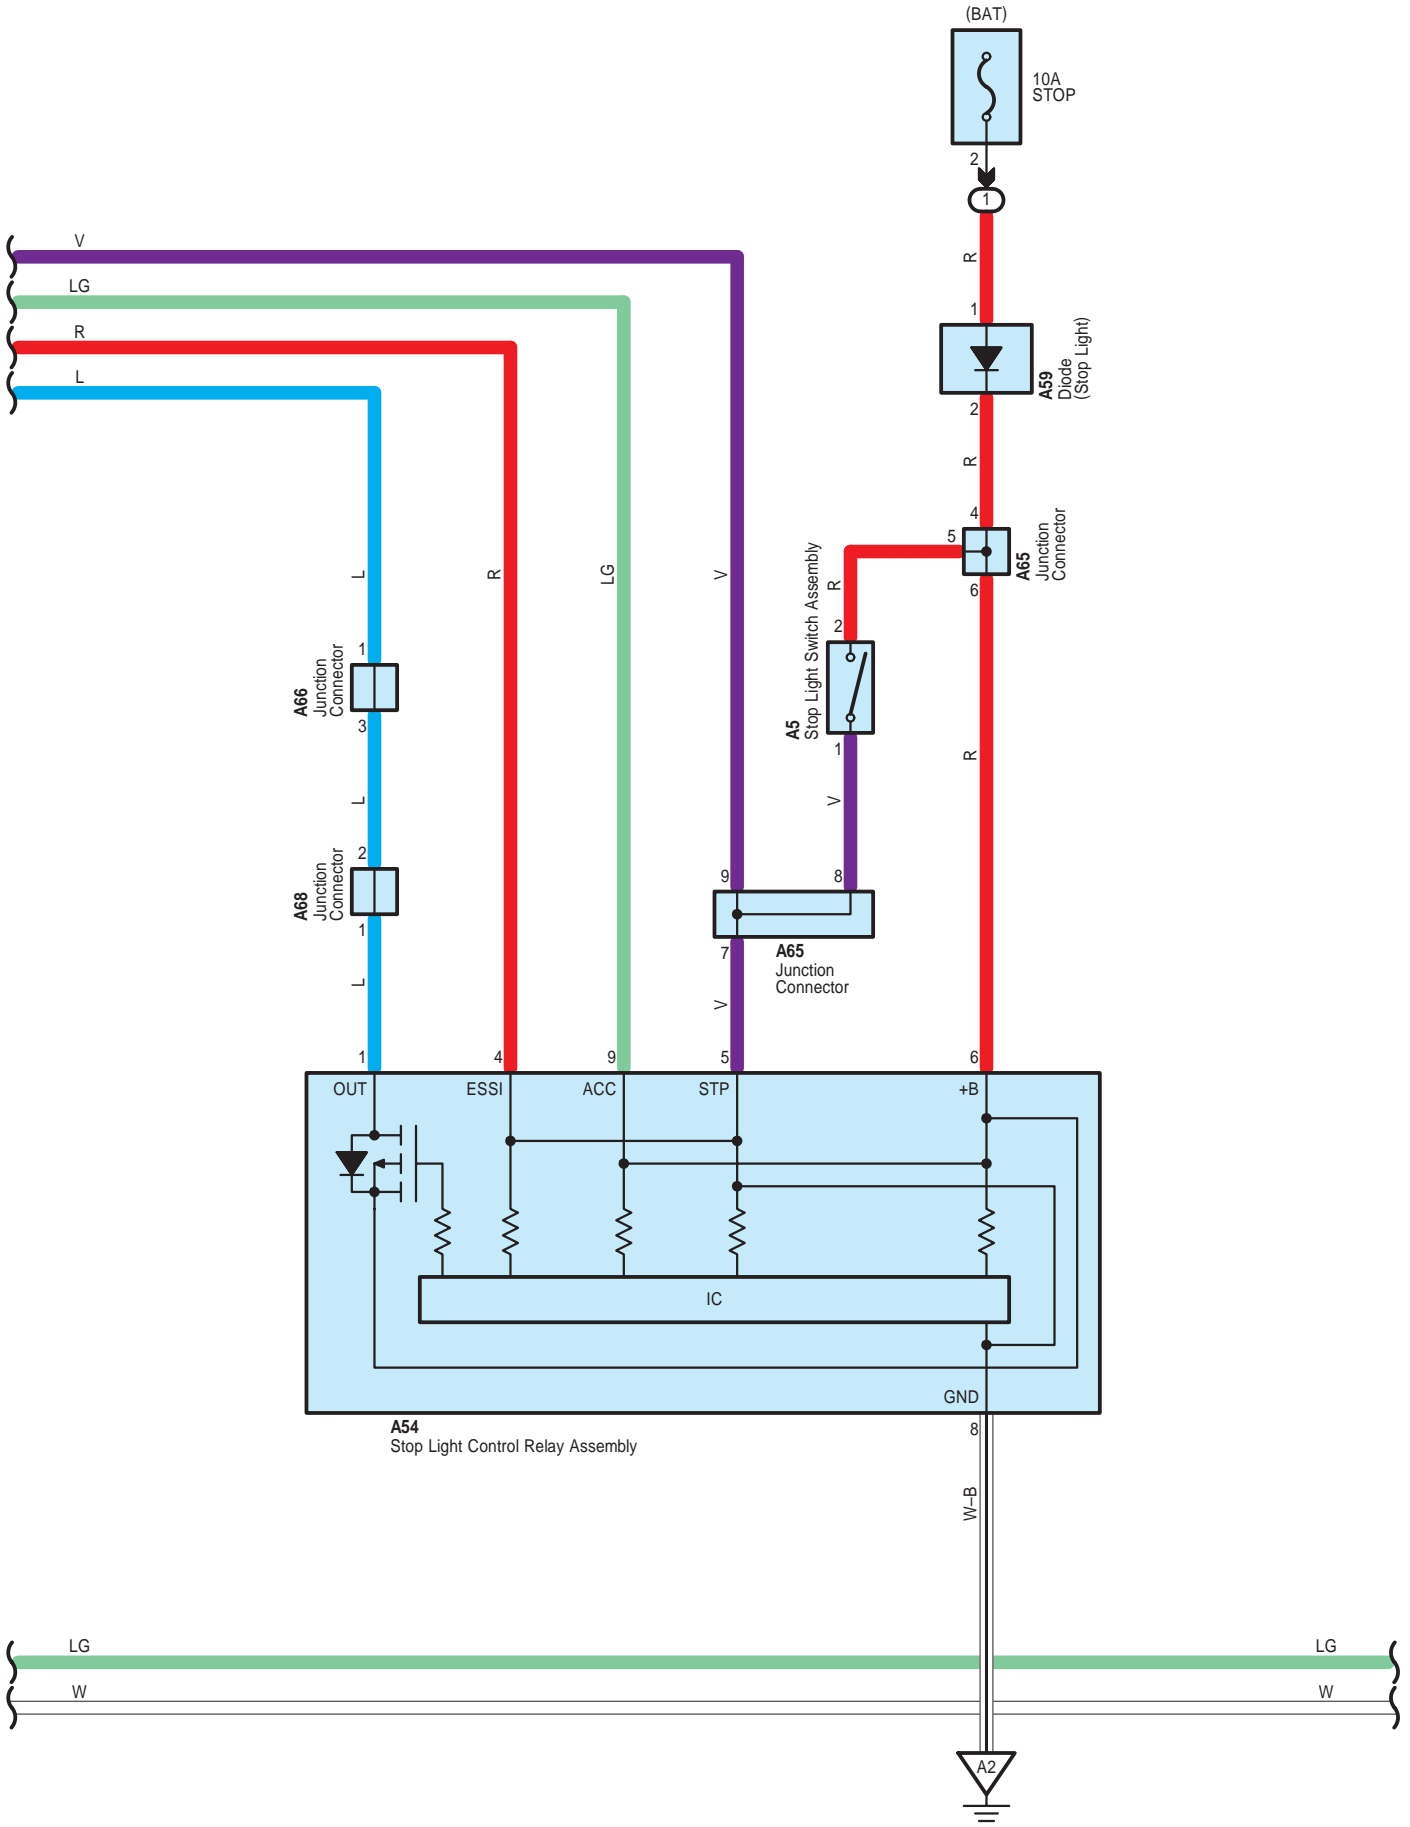 (BAT)
10A
STOP
2
1
R
1
A59
Diode
(Stop Light)
2
V
LG
R
L
R
4
5
A65
Junction
Connector
6
L
R
LG
V
R
2
A5
Stop Light Switch Assembly
1
1
A66
Junction
Connector
3
R
L
V
2
A68
Junction
Connector
1
9
8
7
A65
Junction
Connector
L
V
1
4
9
5
6
OUT
ESSI
ACC
STP
+B
IC
GND
A54
Stop Light Control Relay Assembly
8
W–B
LG
LG
W
W
A2